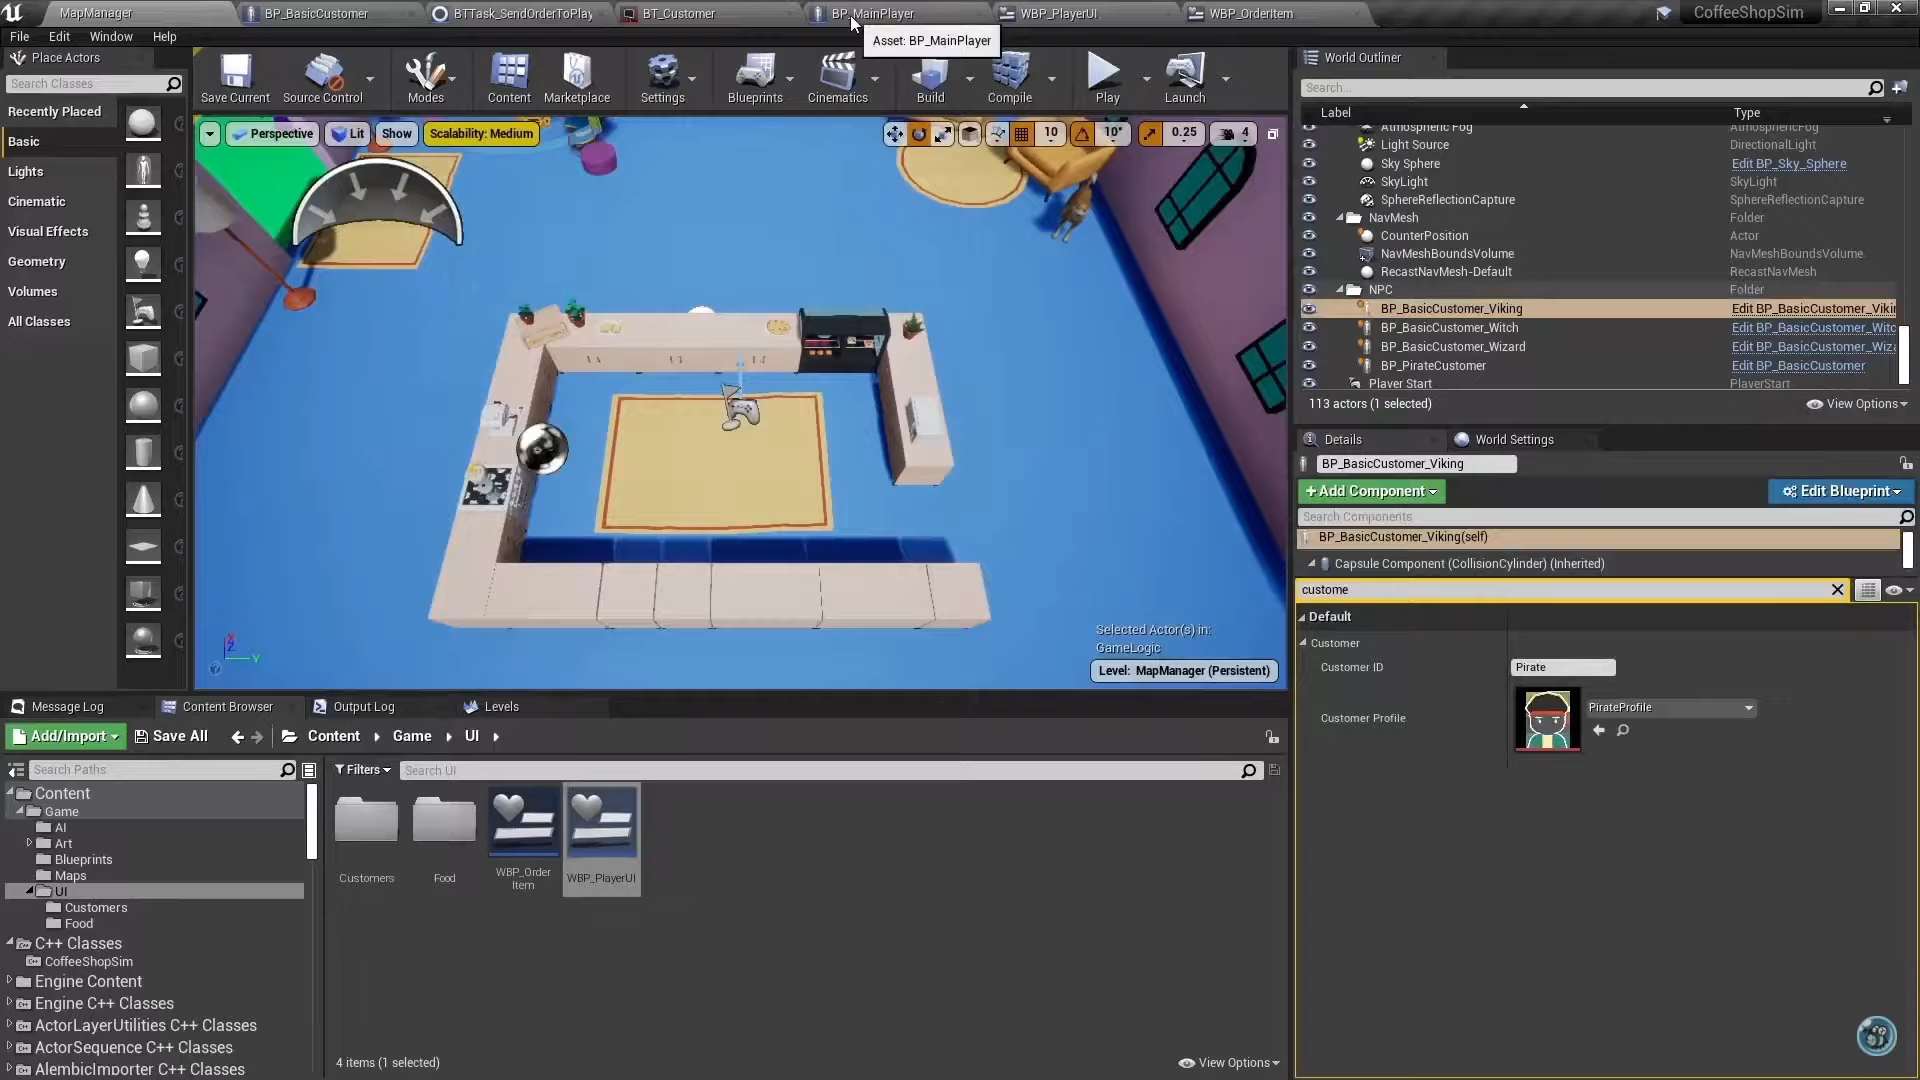 MapManager
BP_BasicCustomer
BTTask_SendOrderToPlay
BT_Customer
BP_MainPlayer
WBP_PlayerUI
WBP_OrderItem
CoffeeShopSim
File
Edit
Window
Help
Asset: BP_MainPlayer
Place Actors
Search Classes
Recently Placed
Basic
Lights
Cinematic
Visual Effects
Geometry
Volumes
All Classes
Save Current
Source Control
Modes
Content
Marketplace
Settings
Blueprints
Cinematics
Build
Compile
Play
Launch
Perspective
Lit
Show
Scalability: Medium
10
10°
0.25
4
Selected Actor(s) in:
GameLogic
Level: MapManager (Persistent)
World Outliner
Search...
Label
Type
Atmospheric Fog
AtmosphericFog
Light Source
DirectionalLight
Sky Sphere
Edit BP_Sky_Sphere
SkyLight
SkyLight
SphereReflectionCapture
SphereReflectionCapture
NavMesh
Folder
CounterPosition
Actor
NavMeshBoundsVolume
NavMeshBoundsVolume
RecastNavMesh-Default
RecastNavMesh
NPC
Folder
BP_BasicCustomer_Viking
Edit BP_BasicCustomer_Vikin
BP_BasicCustomer_Witch
Edit BP_BasicCustomer_Witc
BP_BasicCustomer_Wizard
Edit BP_BasicCustomer_Wiza
BP_PirateCustomer
Edit BP_BasicCustomer
Player Start
PlayerStart
113 actors (1 selected)
View Options
Details
World Settings
BP_BasicCustomer_Viking
+Add Component
Edit Blueprint
Search Components
BP_BasicCustomer_Viking(self)
Capsule Component (CollisionCylinder) (Inherited)
custome
Default
Customer
Customer ID
Pirate
Customer Profile
PirateProfile
Message Log
Content Browser
Output Log
Levels
Add/Import
Save All
Content
Game
UI
Search Paths
Filters
Search UI
Content
Game
AI
Art
Blueprints
Maps
UI
Customers
Food
C++ Classes
CoffeeShopSim
Engine Content
Engine C++ Classes
ActorLayerUtilities C++ Classes
ActorSequence C++ Classes
AlembicImporter C++ Classes
Customers
Food
WBP_Order
Item
WBP_PlayerUI
4 items (1 selected)
View Options